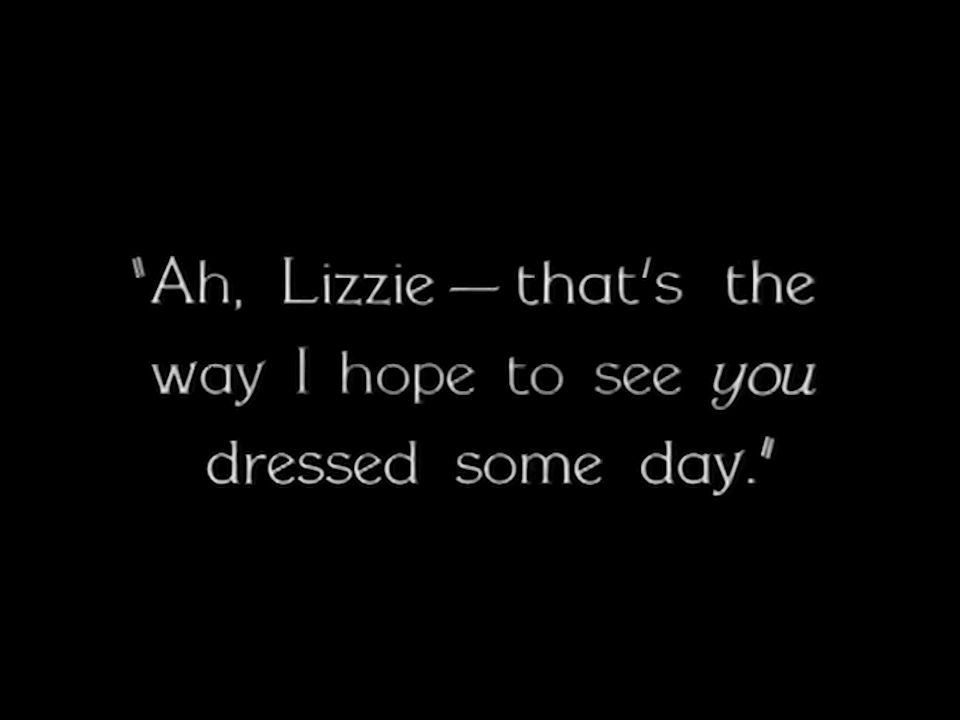 "Ah, Lizzie — that's the
way I hope to see you
dressed some day."